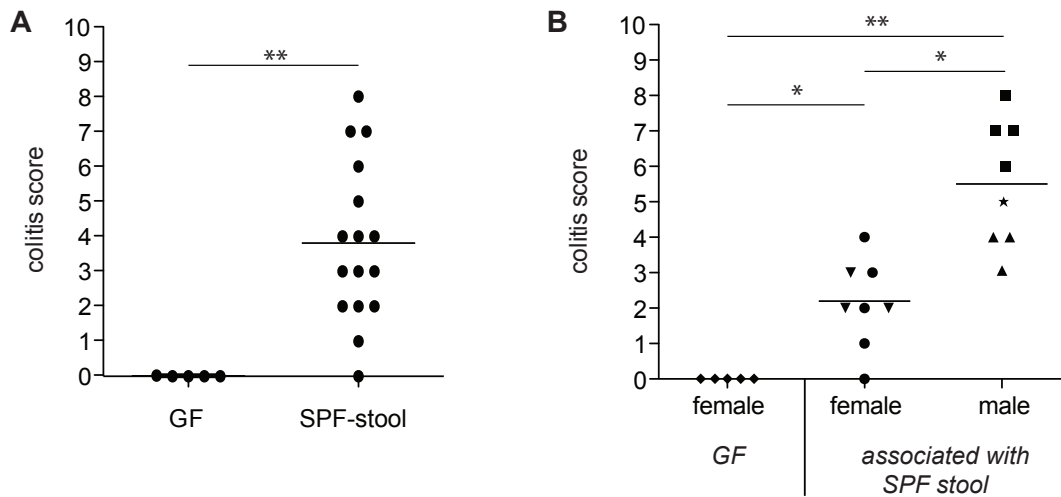 A
colitis score
10
9
8
7
6
5
4
3
2
1
0
**
GF
SPF-stool
B
colitis score
10
9
8
7
6
5
4
3
2
1
0
**
*
*
female
female
male
GF
associated with
SPF stool